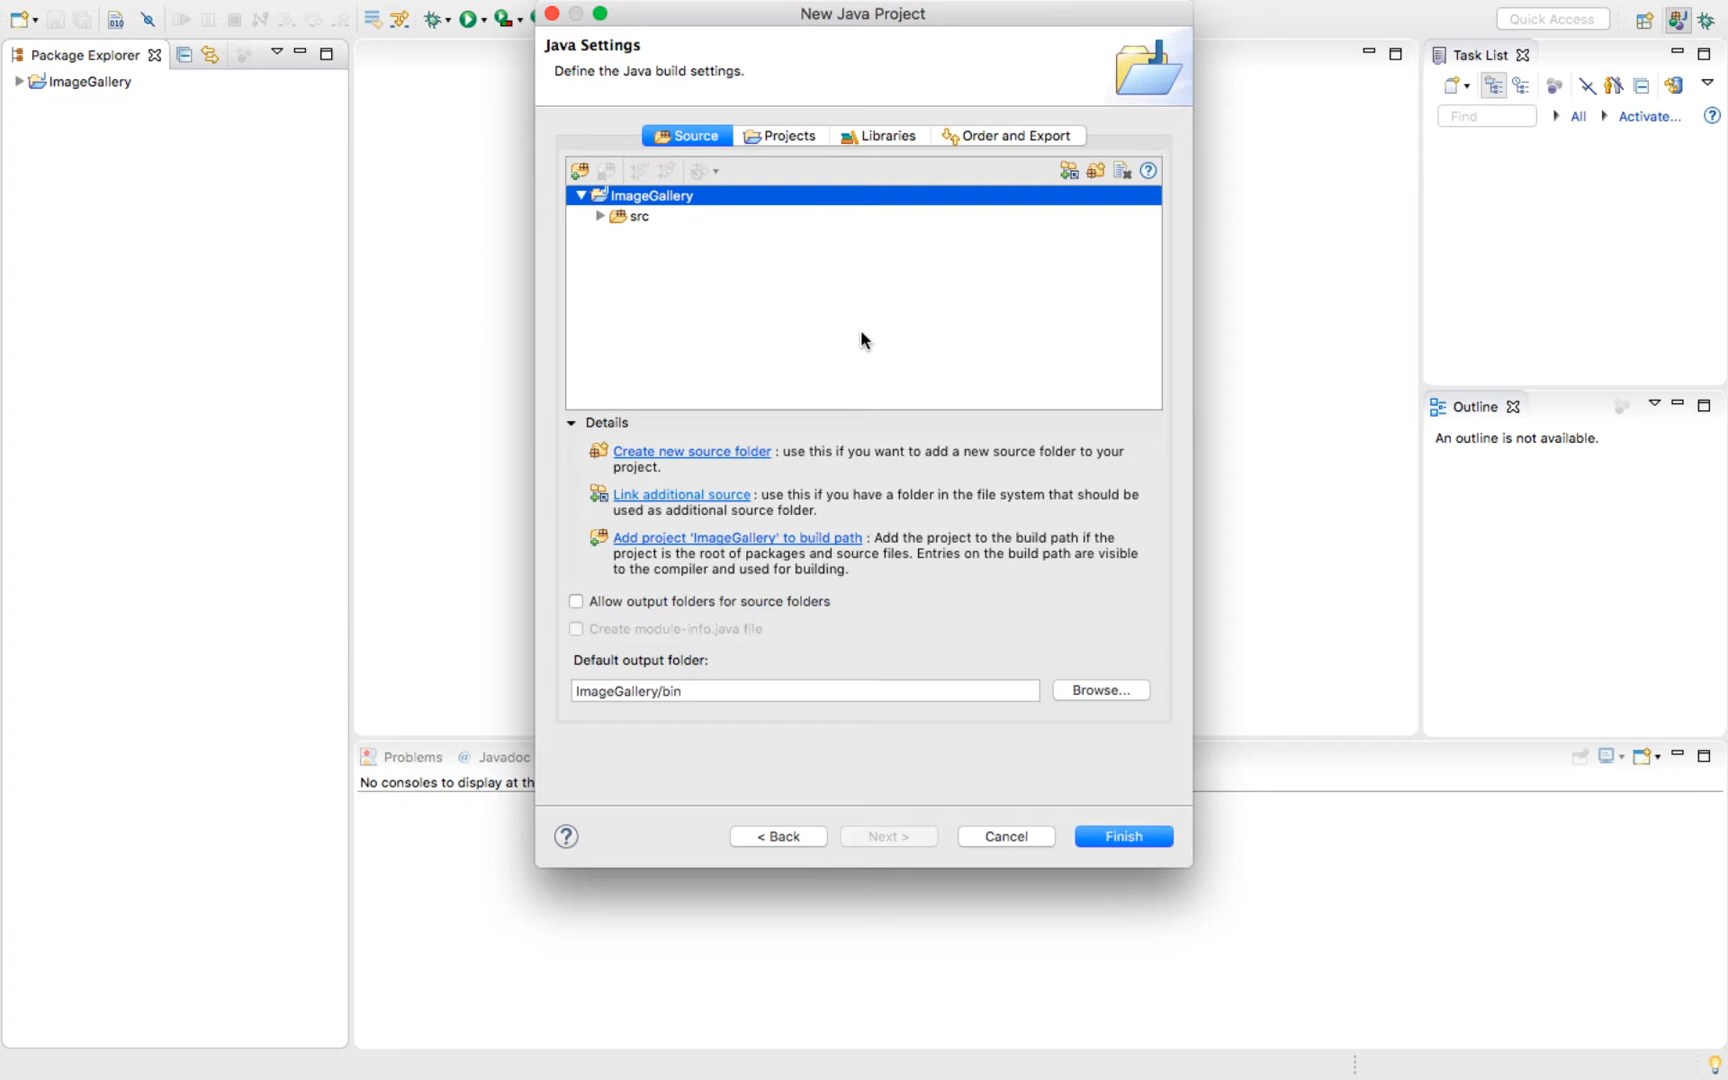 New Java Project
Quick Access
Package Explorer
ImageGallery
Java Settings
Define the Java build settings.
Source
Projects
Libraries
Order and Export
ImageGallery
src
Details
Create new source folder : use this if you want to add a new source folder to your
project.
Link additional source : use this if you have a folder in the file system that should be
used as additional source folder.
Add project 'ImageGallery' to build path : Add the project to the build path if the
project is the root of packages and source files. Entries on the build path are visible
to the compiler and used for building.
Allow output folders for source folders
Create module-info.java file
Default output folder:
ImageGallery/bin
Browse...
< Back
Next >
Cancel
Finish
Task List
Find
All
Activate...
Outline
An outline is not available.
Problems
@ Javadoc
No consoles to display at th